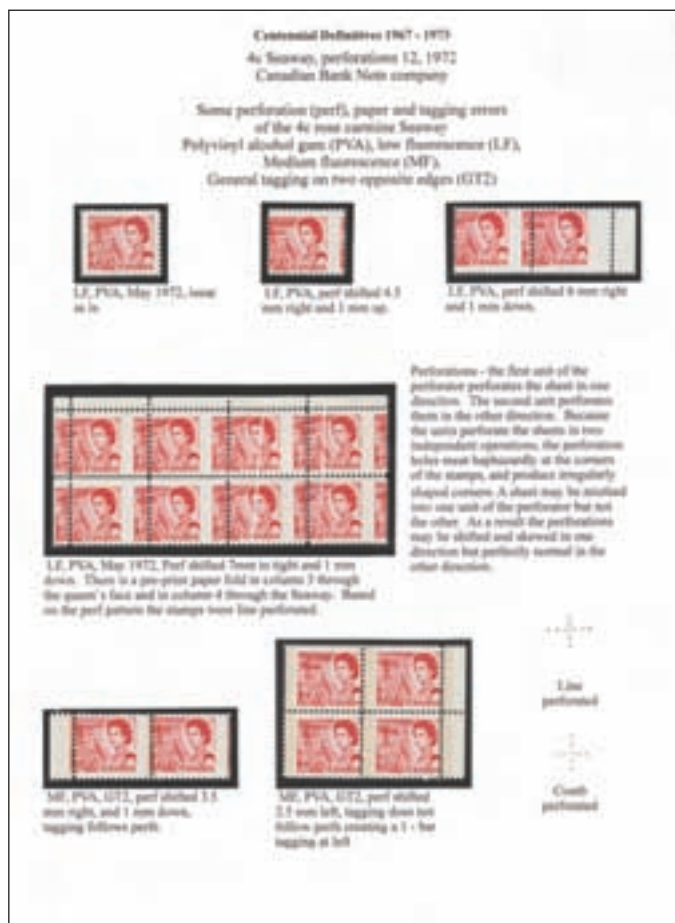 Centennial Definitives 1967 - 1973
4c Seaway, perforations 12, 1972
Canadian Bank Note company
Some perforation (perf), paper and tagging errors
of the 4c rose carmine Seaway
Polyvinyl alcohol gum (PVA), low fluorescence (LF),
Medium fluorescence (MF),
General tagging on two opposite edges (GT2)
LF, PVA, May 1972, issue
as is
LF, PVA, perf shifted 4.5
mm right and 1 mm up.
LF, PVA, perf shifted 6 mm right
and 1 mm down.
Perforations - the first unit of the
perforator perforates the sheet in one
direction. The second unit perforates
them in the other direction. Because
the units perforate the sheets in two
independent operations, the perforation
holes meet haphazardly at the corners
of the stamps, and produce irregularly
shaped corners. A sheet may be misfed
into one unit of the perforator but not
the other. As a result the perforations
may be shifted and skewed in one
direction but perfectly normal in the
other direction.
LF, PVA, May 1972, Perf shifted 7mm to right and 1 mm
down. There is a pre-print paper fold in column 3 through
the queen's face and in column 4 through the Seaway. Based
on the perf pattern the stamps were line perforated.
Line
perforated
Comb
perforated
MF, PVA, GT2, perf shifted 3.5
mm right, and 1 mm down,
tagging follows perfs.
MF, PVA, GT2, perf shifted
2.5 mm left, tagging does not
follow perfs creating a 1 - bar
tagging at left